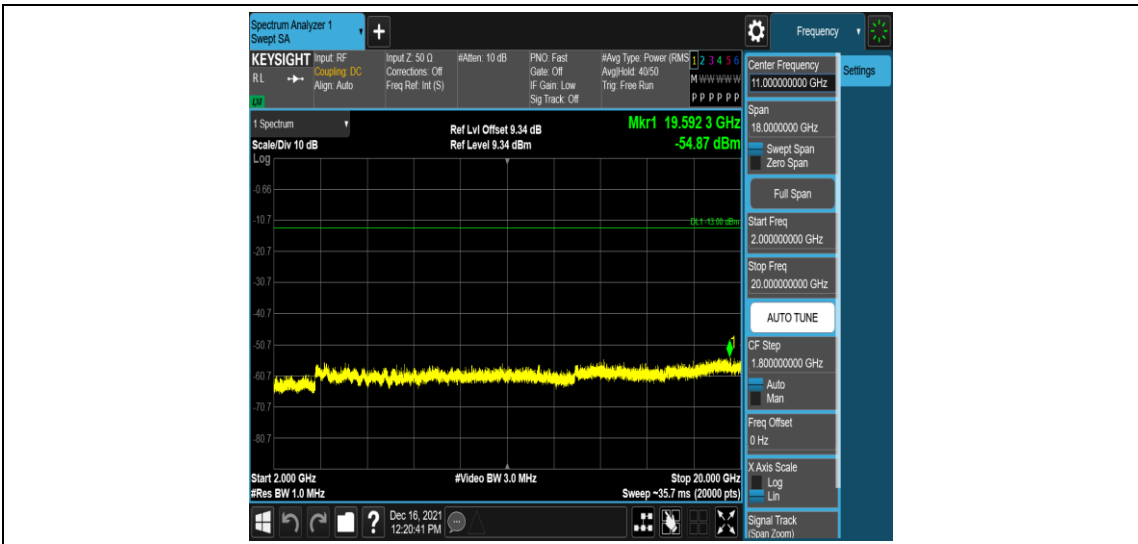 Spectrum Analyzer 1
Swept SA
+
Frequency
KEYSIGHT
RL
LXI
Input: RF
Coupling: DC
Align: Auto
Input Z: 50 Ω
Corrections: Off
Freq Ref: Int (S)
#Atten: 10 dB
PNO: Fast
Gate: Off
IF Gain: Low
Sig Track: Off
#Avg Type: Power (RMS
Avg|Hold: 40/50
Trig: Free Run
1 2 3 4 5 6
M W W W W W
P P P P P P
Center Frequency
11.000000000 GHz
Settings
1 Spectrum
Scale/Div 10 dB
Ref Lvl Offset 9.34 dB
Ref Level 9.34 dBm
Mkr1 19.592 3 GHz
-54.87 dBm
Span
18.0000000 GHz
Swept Span
Zero Span
Full Span
Start Freq
2.000000000 GHz
Stop Freq
20.000000000 GHz
AUTO TUNE
CF Step
1.800000000 GHz
Auto
Man
Freq Offset
0 Hz
X Axis Scale
Log
Lin
Signal Track
(Span Zoom)
Log
-0.66
-10.7
DL1 -13.00 dBm
-20.7
-30.7
-40.7
-50.7
1
-60.7
-70.7
-80.7
Start 2.000 GHz
#Res BW 1.0 MHz
#Video BW 3.0 MHz
Stop 20.000 GHz
Sweep ~35.7 ms (20000 pts)
?
Dec 16, 2021
12:20:41 PM